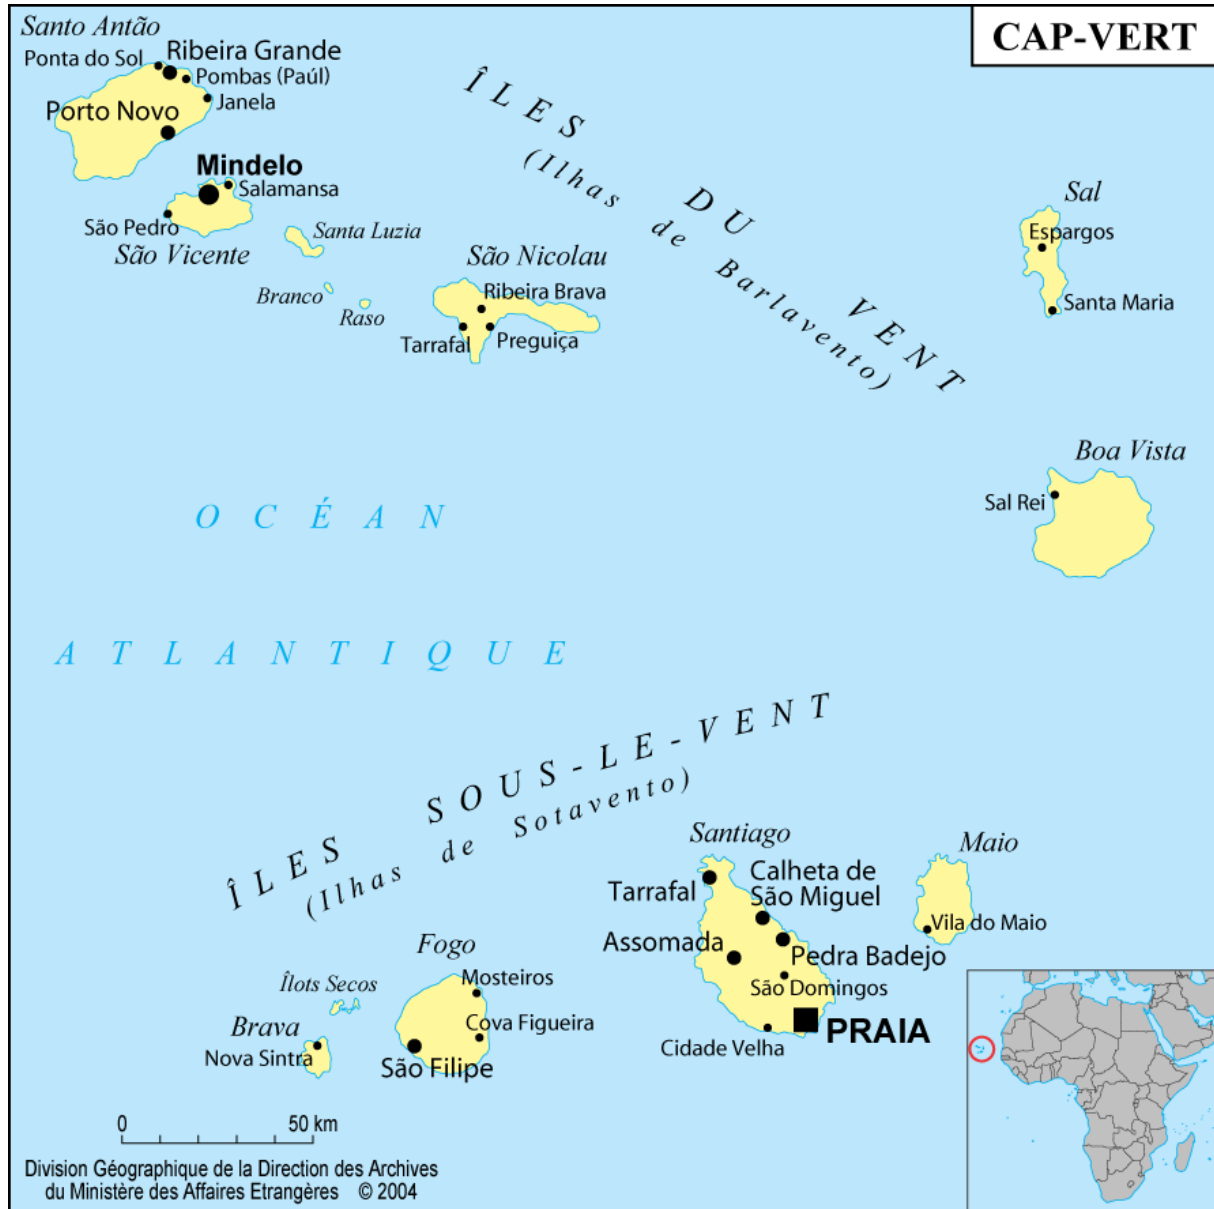 CAP-VERT
Santo Antão
Ponta do Sol
Ribeira Grande
Pombas (Paúl)
Janela
Porto Novo
Mindelo
Salamansa
São Pedro
São Vicente
Santa Luzia
Branco
Raso
São Nicolau
Ribeira Brava
Tarrafal
Preguiça
ÎLES DU VENT
(Ilhas de Barlavento)
Sal
Espargos
Santa Maria
Boa Vista
Sal Rei
OCÉAN
ATLANTIQUE
ÎLES SOUS-LE-VENT
(Ilhas de Sotavento)
Santiago
Tarrafal
Calheta de
São Miguel
Assomada
Pedra Badejo
São Domingos
PRAIA
Cidade Velha
Maio
Vila do Maio
Fogo
Mosteiros
Cova Figueira
São Filipe
Îlots Secos
Brava
Nova Sintra
0 50 km
Division Géographique de la Direction des Archives
du Ministère des Affaires Etrangères © 2004